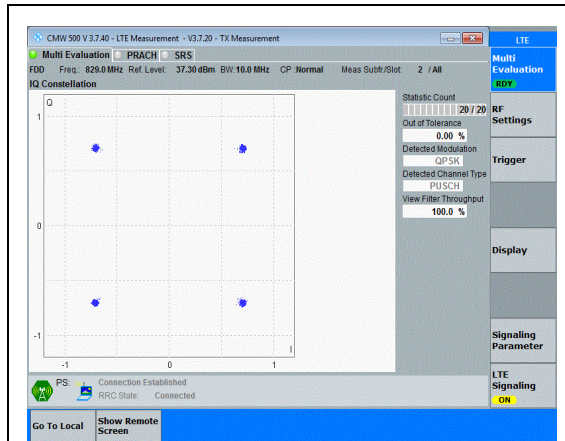 CMW 500 V 3.7.40 - LTE Measurement - V3.7.20 - TX Measurement
LTE
Multi Evaluation PRACH SRS
Multi Evaluation
RDY
FDD Freq.: 829.0 MHz Ref. Level: 37.30 dBm BW: 10.0 MHz CP :Normal Meas Subfr./Slot: 2 / All
IQ Constellation
Q
1
0
-1
-1 0 1
I
Statistic Count
20 / 20
Out of Tolerance
0.00 %
Detected Modulation
QPSK
Detected Channel Type
PUSCH
View Filter Throughput
100.0 %
RF Settings
Trigger
Display
Signaling Parameter
LTE Signaling
ON
PS: Connection Established
RRC State: Connected
Go To Local
Show Remote Screen